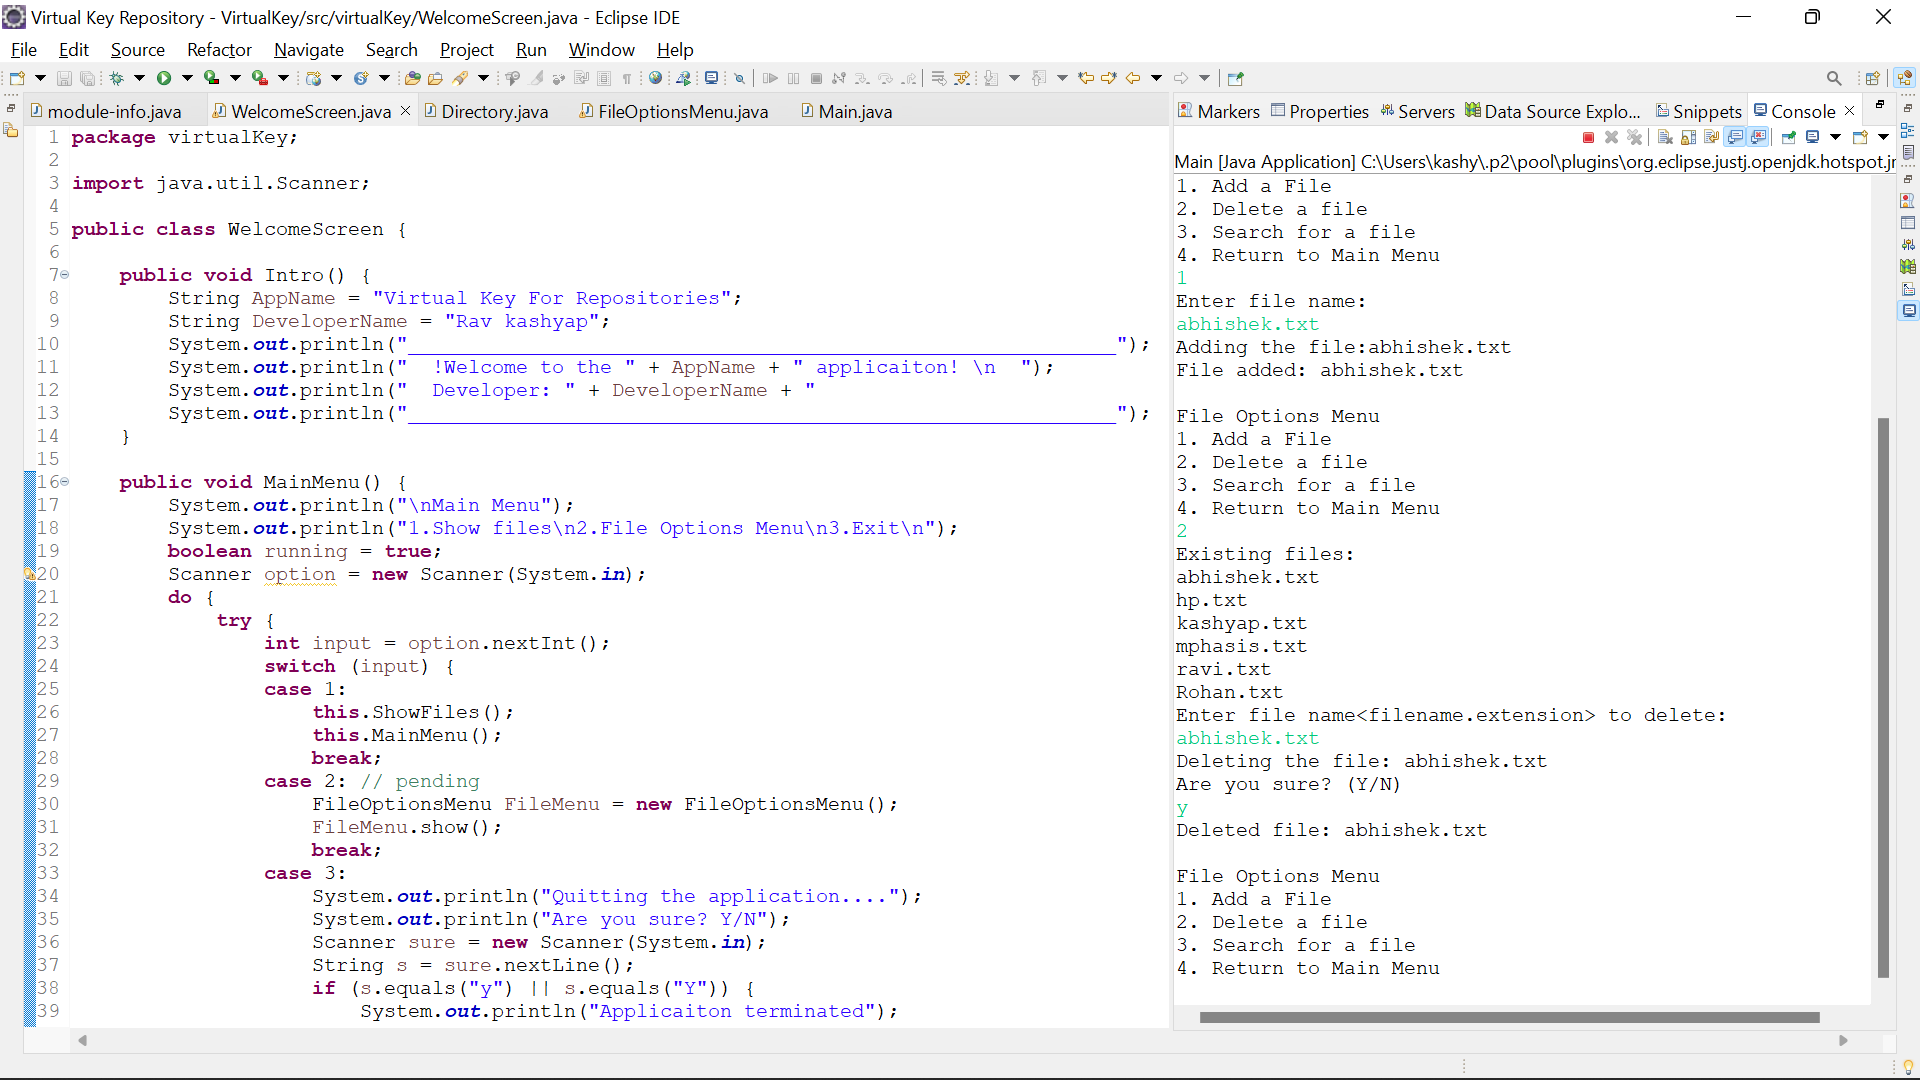 Virtual Key Repository - VirtualKey/src/virtualKey/WelcomeScreen.java - Eclipse IDE
File Edit Source Refactor Navigate Search Project Run Window Help
module-info.java WelcomeScreen.java Directory.java FileOptionsMenu.java Main.java
1 package virtualKey;
2
3 import java.util.Scanner;
4
5 public class WelcomeScreen {
6
7 public void Intro() {
8 String AppName = "Virtual Key For Repositories";
9 String DeveloperName = "Rav kashyap";
10 System.out.println("___________________________________________________________");
11 System.out.println("  !Welcome to the " + AppName + " applicaiton! \n  ");
12 System.out.println("  Developer: " + DeveloperName + "
13 System.out.println("___________________________________________________________");
14 }
15
16 public void MainMenu() {
17 System.out.println("\nMain Menu");
18 System.out.println("1.Show files\n2.File Options Menu\n3.Exit\n");
19 boolean running = true;
20 Scanner option = new Scanner(System.in);
21 do {
22 try {
23 int input = option.nextInt();
24 switch (input) {
25 case 1:
26 this.ShowFiles();
27 this.MainMenu();
28 break;
29 case 2: // pending
30 FileOptionsMenu FileMenu = new FileOptionsMenu();
31 FileMenu.show();
32 break;
33 case 3:
34 System.out.println("Quitting the application....");
35 System.out.println("Are you sure? Y/N");
36 Scanner sure = new Scanner(System.in);
37 String s = sure.nextLine();
38 if (s.equals("y") || s.equals("Y")) {
39 System.out.println("Applicaiton terminated");
Markers Properties Servers Data Source Explo... Snippets Console
Main [Java Application] C:\Users\kashy\.p2\pool\plugins\org.eclipse.justj.openjdk.hotspot.jr
1. Add a File
2. Delete a file
3. Search for a file
4. Return to Main Menu
1
Enter file name:
abhishek.txt
Adding the file:abhishek.txt
File added: abhishek.txt
File Options Menu
1. Add a File
2. Delete a file
3. Search for a file
4. Return to Main Menu
2
Existing files:
abhishek.txt
hp.txt
kashyap.txt
mphasis.txt
ravi.txt
Rohan.txt
Enter file name<filename.extension> to delete:
abhishek.txt
Deleting the file: abhishek.txt
Are you sure? (Y/N)
y
Deleted file: abhishek.txt
File Options Menu
1. Add a File
2. Delete a file
3. Search for a file
4. Return to Main Menu